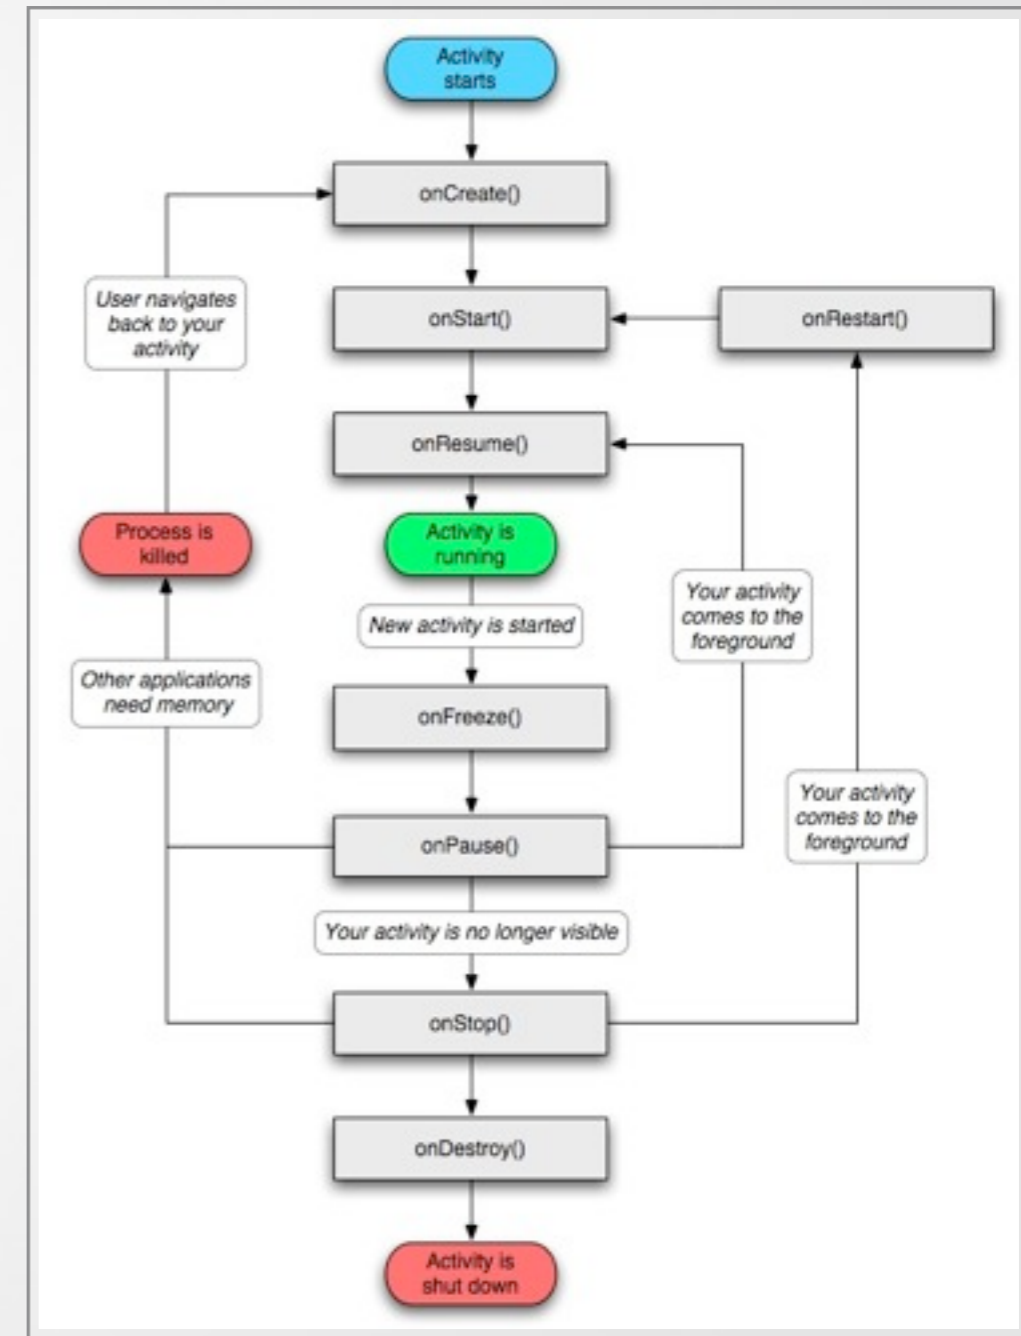 Activity
starts
onCreate()
User navigates
back to your
activity
onStart()
onRestart()
onResume()
Process is
killed
Activity is
running
Your activity
comes to the
foreground
New activity is started
Other applications
need memory
onFreeze()
Your activity
comes to the
foreground
onPause()
Your activity is no longer visible
onStop()
onDestroy()
Activity is
shut down